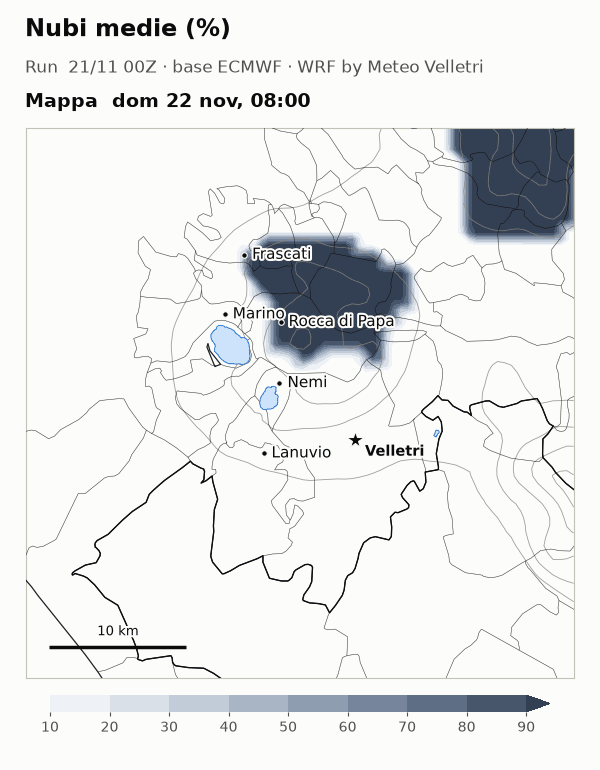 Nubi medie (%)
Run  21/11 00Z · base ECMWF · WRF by Meteo Velletri
Mappa  dom 22 nov, 08:00
Frascati
Marino
Rocca di Papa
Nemi
Velletri
Lanuvio
10 km
10 20 30 40 50 60 70 80 90